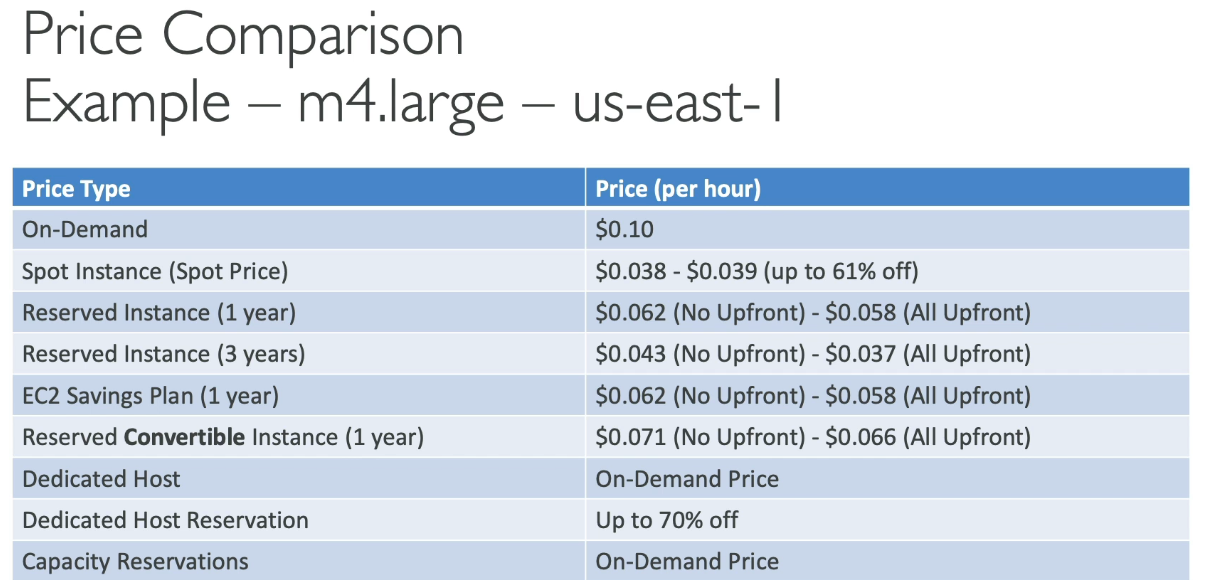 Price Comparison
Example – m4.large – us-east-1
Price Type Price (per hour)
On-Demand $0.10
Spot Instance (Spot Price) $0.038 - $0.039 (up to 61% off)
Reserved Instance (1 year) $0.062 (No Upfront) - $0.058 (All Upfront)
Reserved Instance (3 years) $0.043 (No Upfront) - $0.037 (All Upfront)
EC2 Savings Plan (1 year) $0.062 (No Upfront) - $0.058 (All Upfront)
Reserved Convertible Instance (1 year) $0.071 (No Upfront) - $0.066 (All Upfront)
Dedicated Host On-Demand Price
Dedicated Host Reservation Up to 70% off
Capacity Reservations On-Demand Price